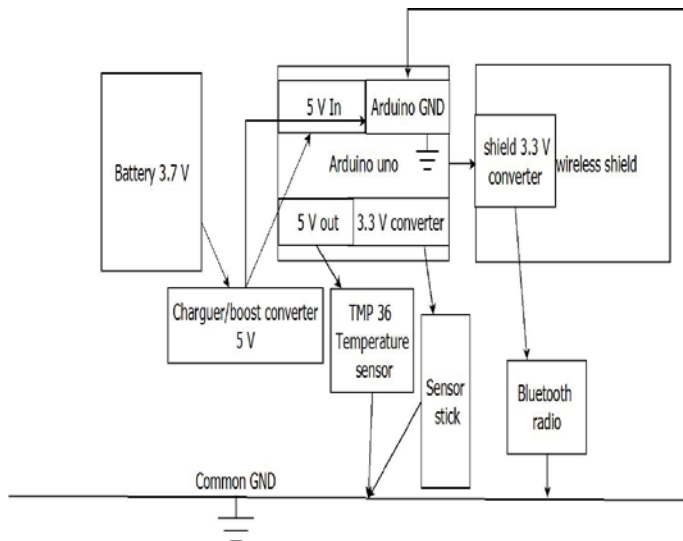 5 V In
Arduino GND
Battery 3.7 V
Arduino uno
shield 3.3 V
converter
wireless shield
5 V out
3.3 V converter
Charguer/boost converter
5 V
TMP 36
Temperature
sensor
Sensor
stick
Bluetooth
radio
Common GND